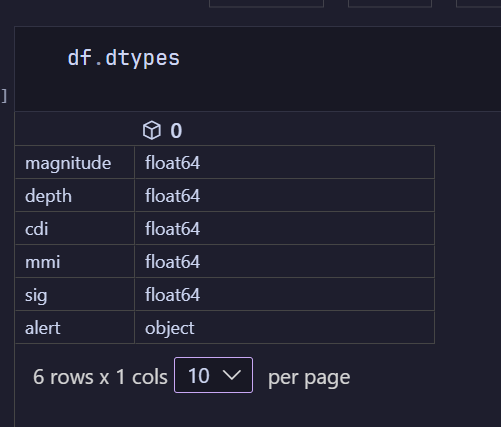 df.dtypes
]
0
magnitude float64
depth float64
cdi float64
mmi float64
sig float64
alert object
6 rows x 1 cols 10 per page